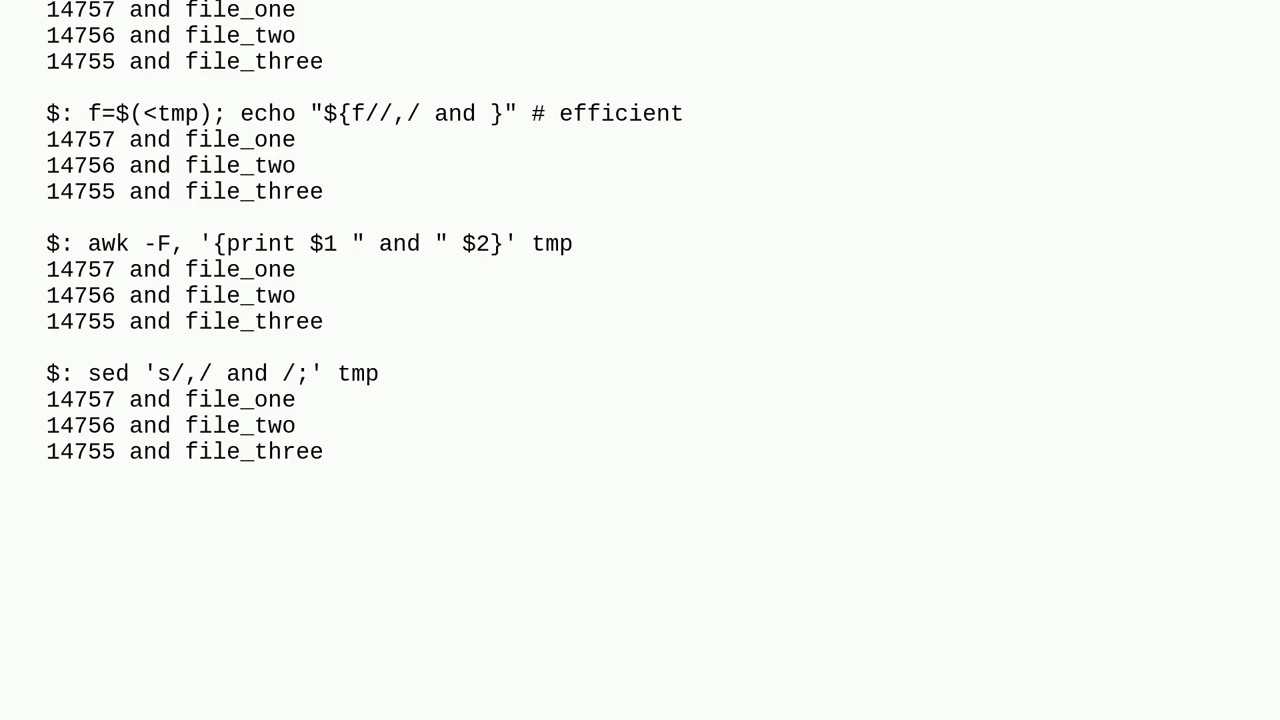 14757 and file_one
14756 and file_two
14755 and file_three
$: f=$(<tmp); echo "${f//,/ and }" # efficient
14757 and file_one
14756 and file_two
14755 and file_three
$: awk -F, '{print $1 " and " $2}' tmp
14757 and file_one
14756 and file_two
14755 and file_three
$: sed 's/,/ and /;' tmp
14757 and file_one
14756 and file_two
14755 and file_three